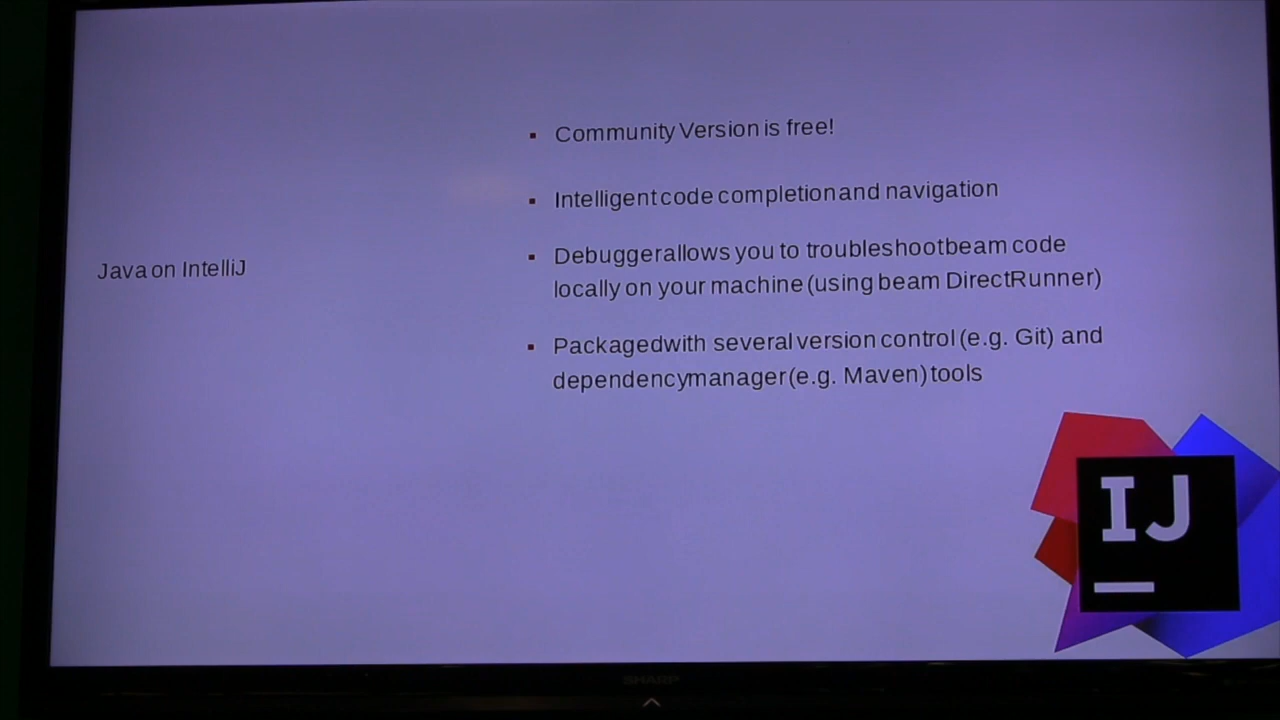 Community Version is free!
Intelligent code completion and navigation
Java on IntelliJ
Debugger allows you to troubleshoot beam code
locally on your machine (using beam DirectRunner)
Packaged with several version control (e.g. Git) and
dependency manager (e.g. Maven) tools
IJ
SHARP